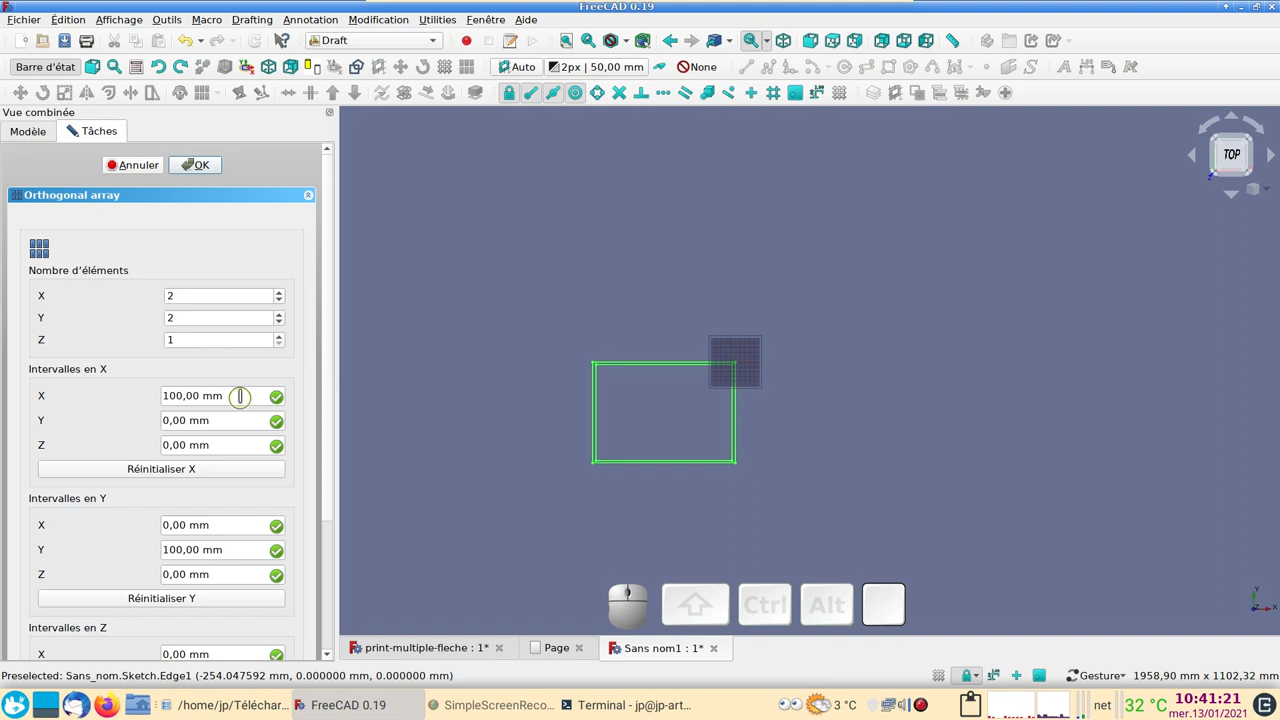 FreeCAD 0.19
Fichier Édition Affichage Outils Macro Drafting Annotation Modification Utilities Fenêtre Aide
Draft
Barre d'état
Auto
2px | 50,00 mm
None
Vue combinée
Modèle
Tâches
Annuler
OK
Orthogonal array
Nombre d’éléments
X 2
Y 2
Z 1
Intervalles en X
X 100,00 mm
Y 0,00 mm
Z 0,00 mm
Réinitialiser X
Intervalles en Y
X 0,00 mm
Y 100,00 mm
Z 0,00 mm
Réinitialiser Y
Intervalles en Z
X 0,00 mm
TOP
Ctrl
Alt
Y
X
print-multiple-fleche : 1*
Page
Sans nom1 : 1*
Preselected: Sans_nom.Sketch.Edge1 (-254.047592 mm, 0.000000 mm, 0.000000 mm)
Gesture
1958,90 mm x 1102,32 mm
/home/jp/Téléchar...
FreeCAD 0.19
SimpleScreenReco...
Terminal - jp@jp-art...
3 °C
net
32 °C
10:41:21
mer.13/01/2021